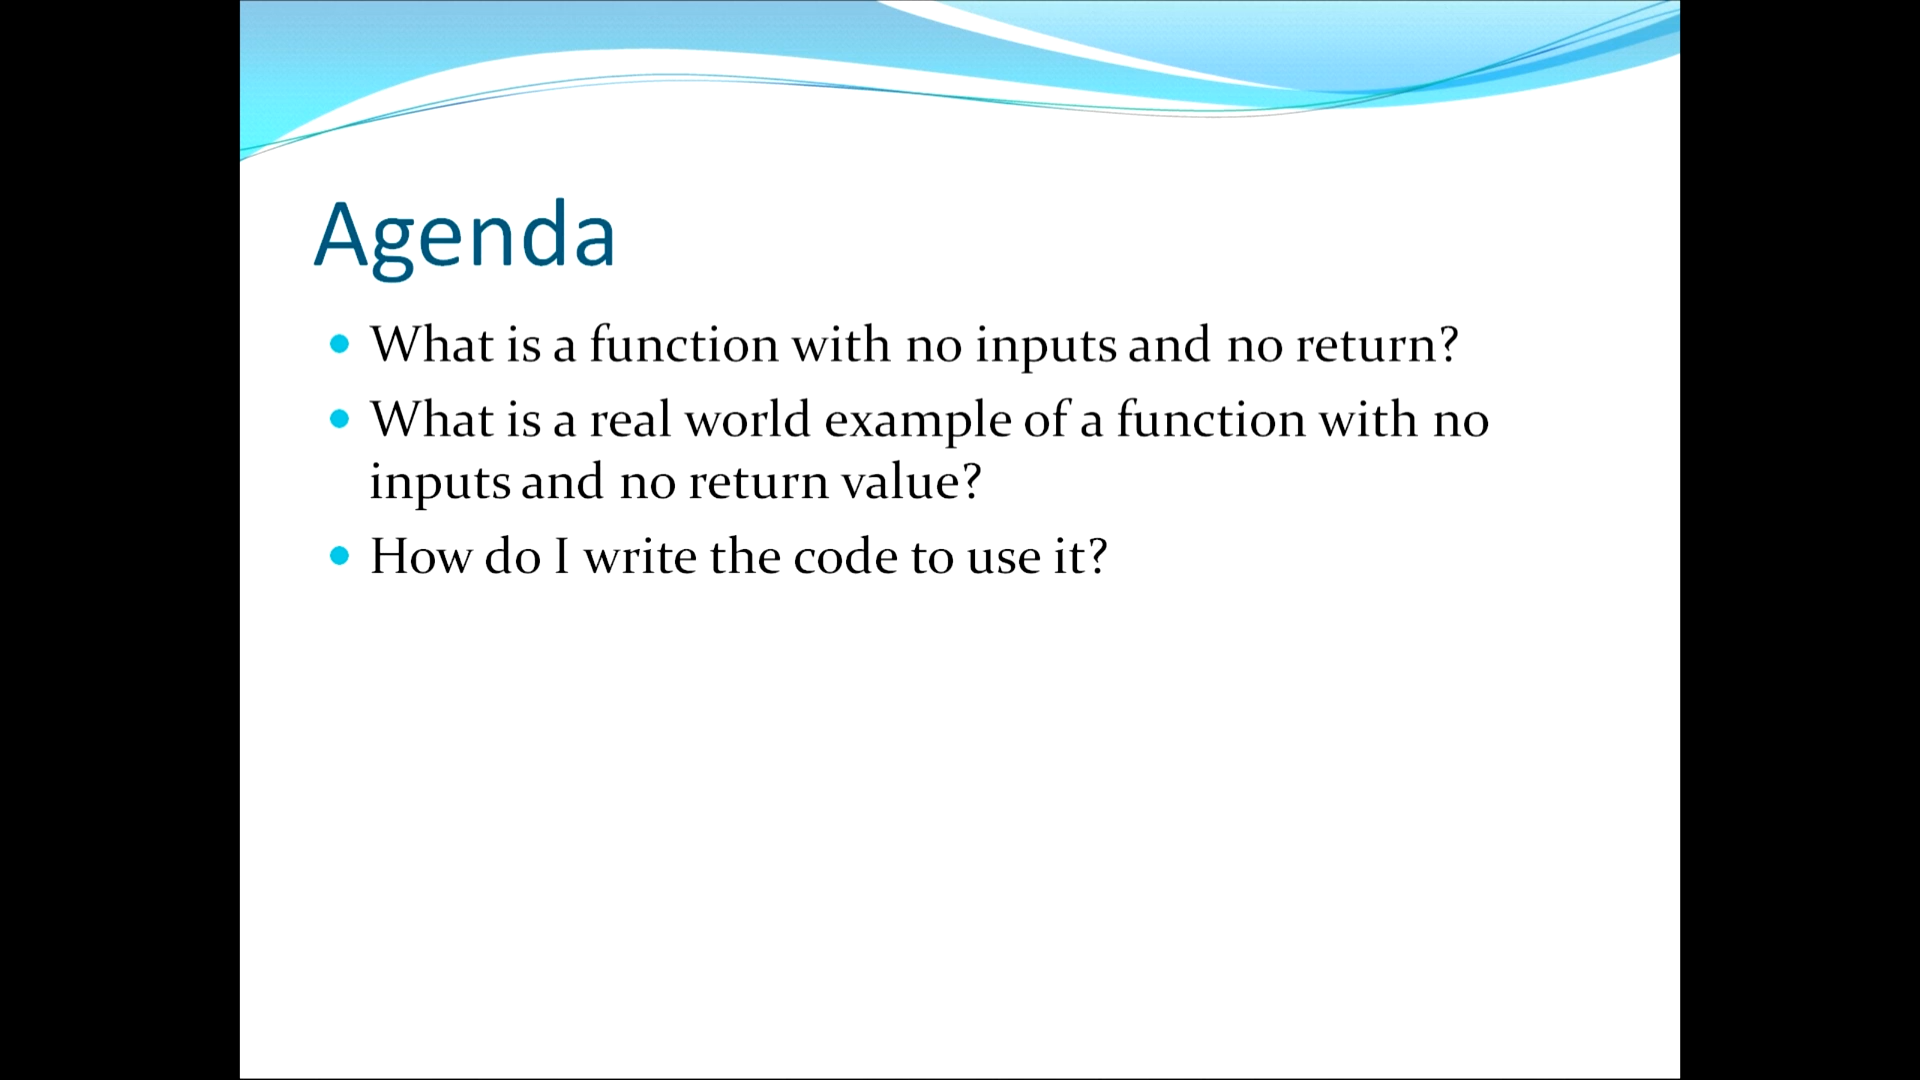 Agenda
• What is a function with no inputs and no return?
• What is a real world example of a function with no
inputs and no return value?
• How do I write the code to use it?